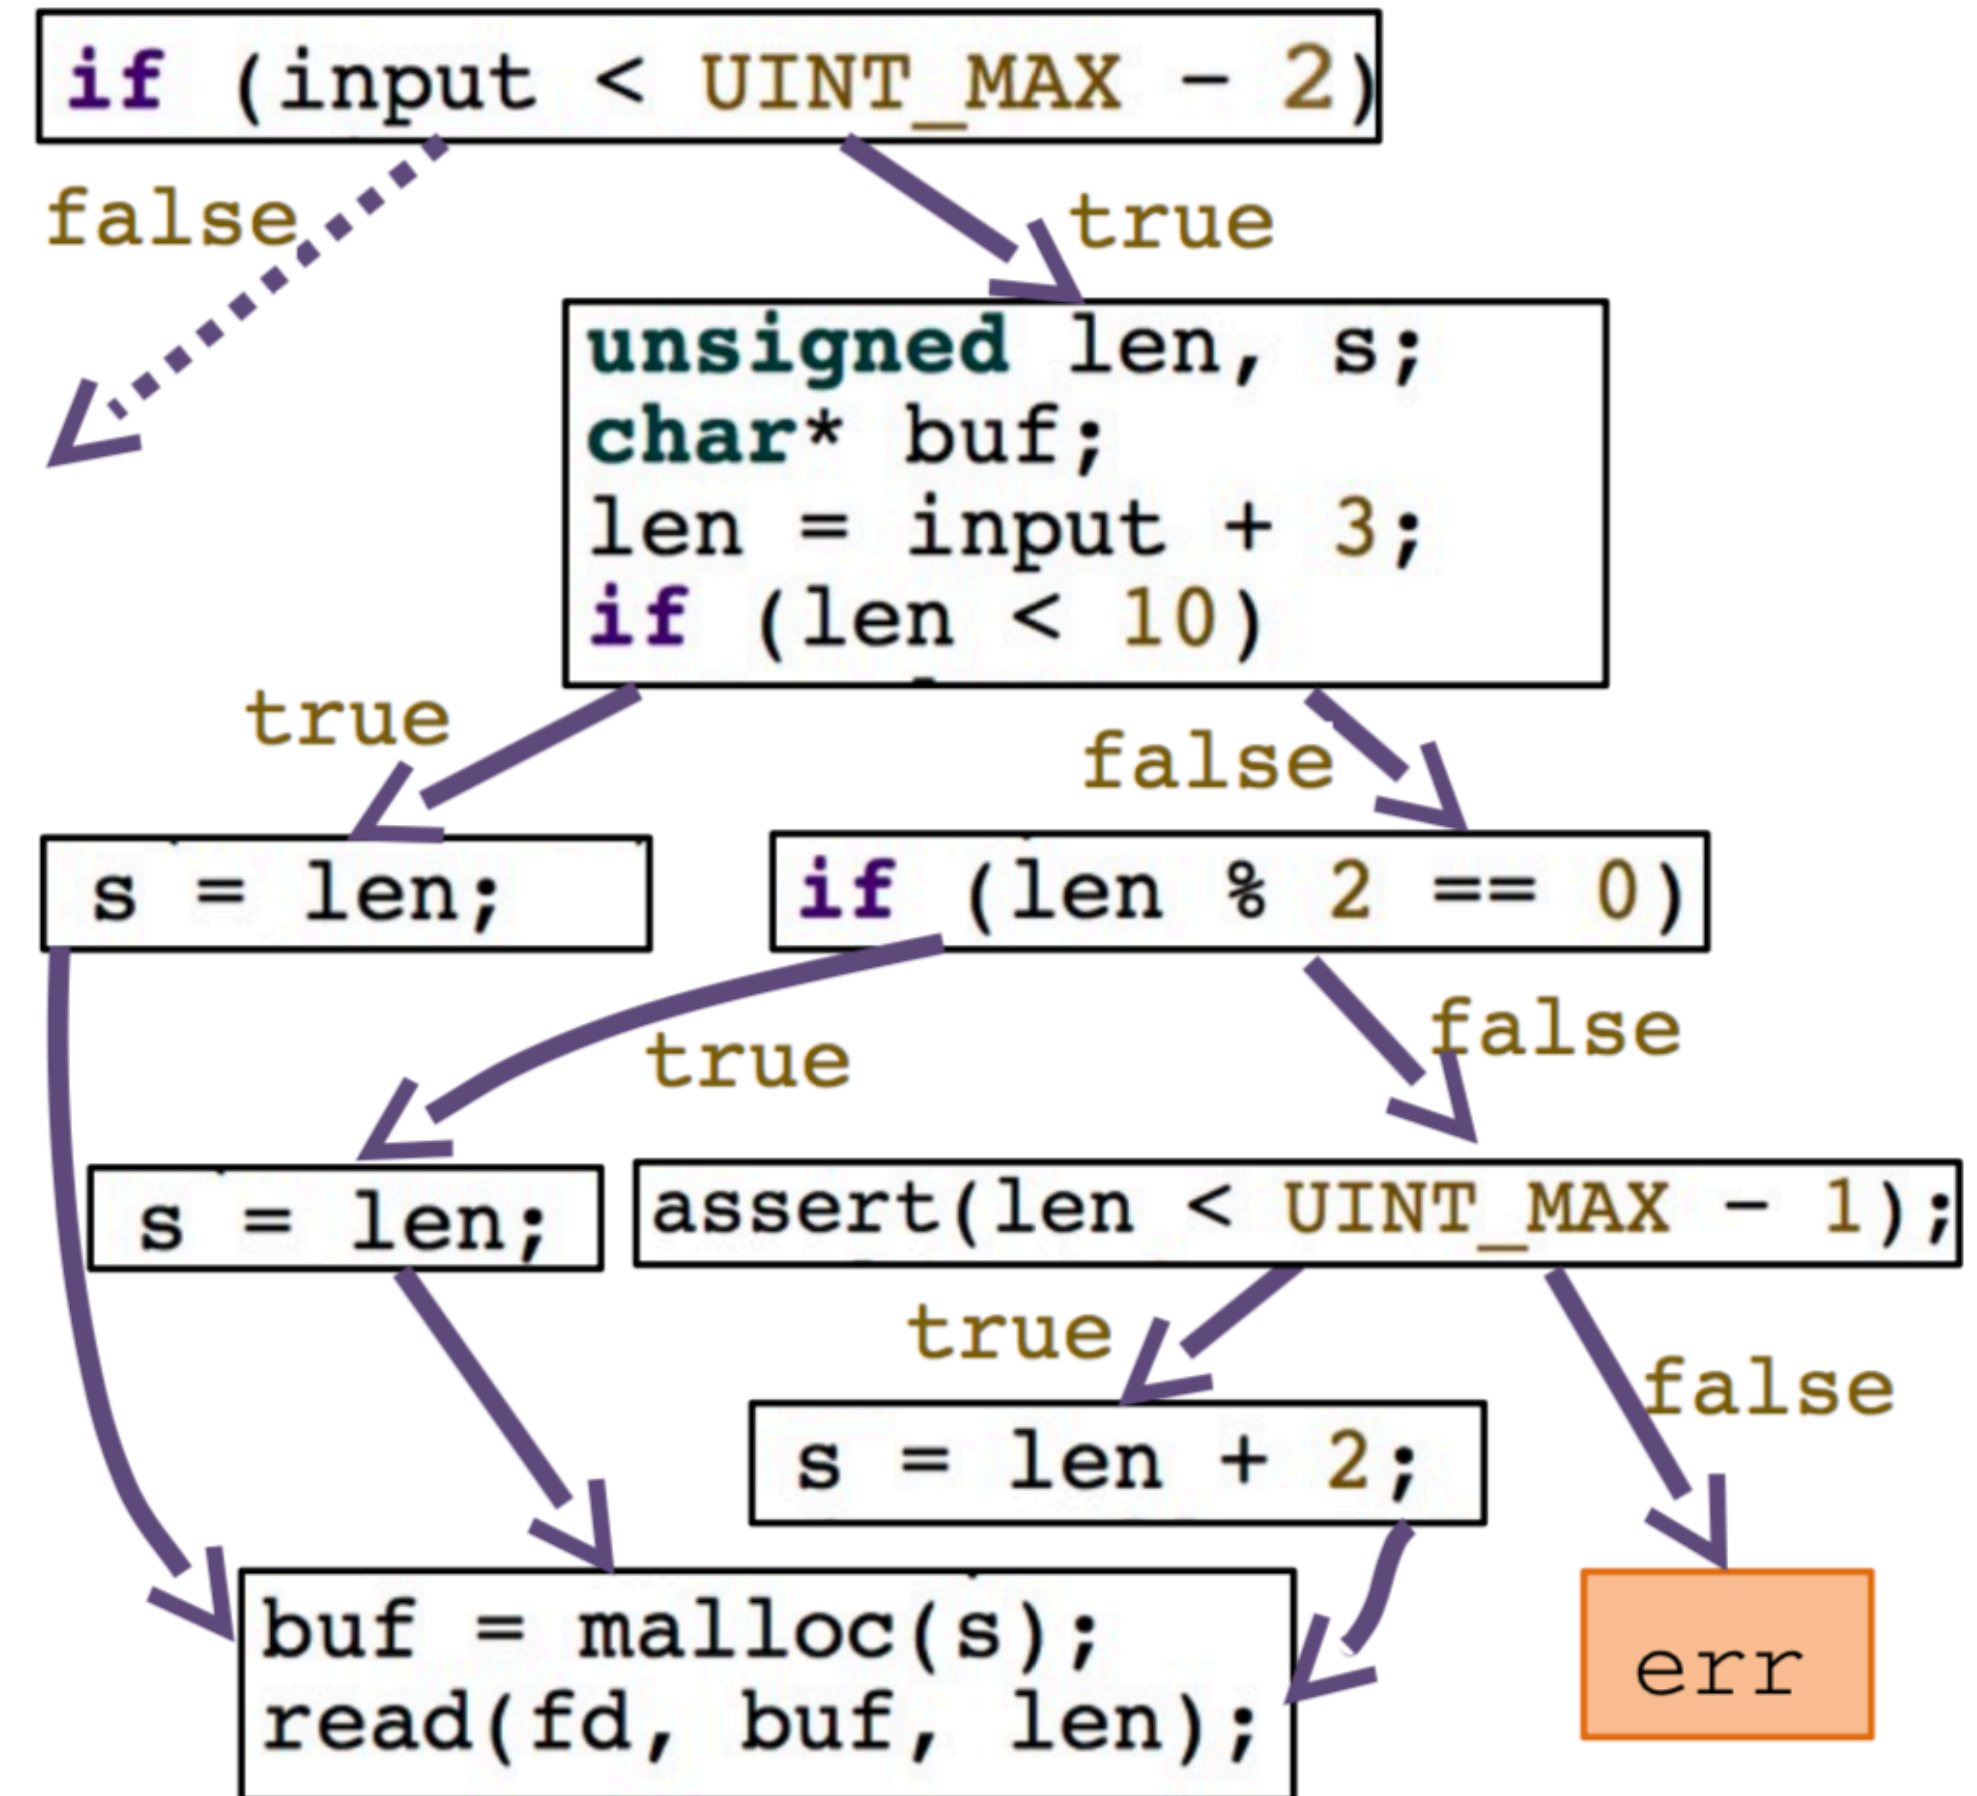 if (input < UINT_MAX - 2)
false
true
unsigned len, s;
char* buf;
len = input + 3;
if (len < 10)
true
false
s = len;
if (len % 2 == 0)
true
false
s = len;
assert(len < UINT_MAX - 1);
true
false
s = len + 2;
buf = malloc(s);
read(fd, buf, len);
err